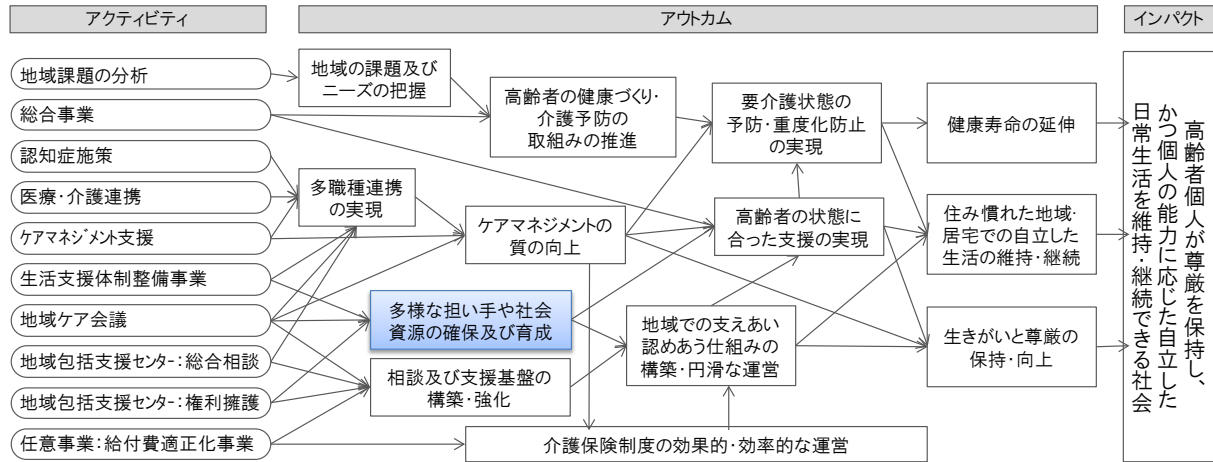 アクティビティ
アウトカム
インパクト
地域課題の分析
総合事業
認知症施策
医療・介護連携
ケアマネジメント支援
生活支援体制整備事業
地域ケア会議
地域包括支援センター：総合相談
地域包括支援センター：権利擁護
任意事業：給付費適正化事業
地域の課題及び
ニーズの把握
多職種連携
の実現
高齢者の健康づくり・
介護予防の
取組みの推進
ケアマネジメントの
質の向上
多様な担い手や社会
資源の確保及び育成
相談及び支援基盤の
構築・強化
介護保険制度の効果的・効率的な運営
要介護状態の
予防・重度化防止
の実現
高齢者の状態に
合った支援の実現
地域での支えあい
認めあう仕組みの
構築・円滑な運営
健康寿命の延伸
住み慣れた地域・
居宅での自立した
生活の維持・継続
生きがいと尊厳の
保持・向上
高齢者個人が尊厳を保持し、
かつ個人の能力に応じた自立した
日常生活を維持・継続できる社会